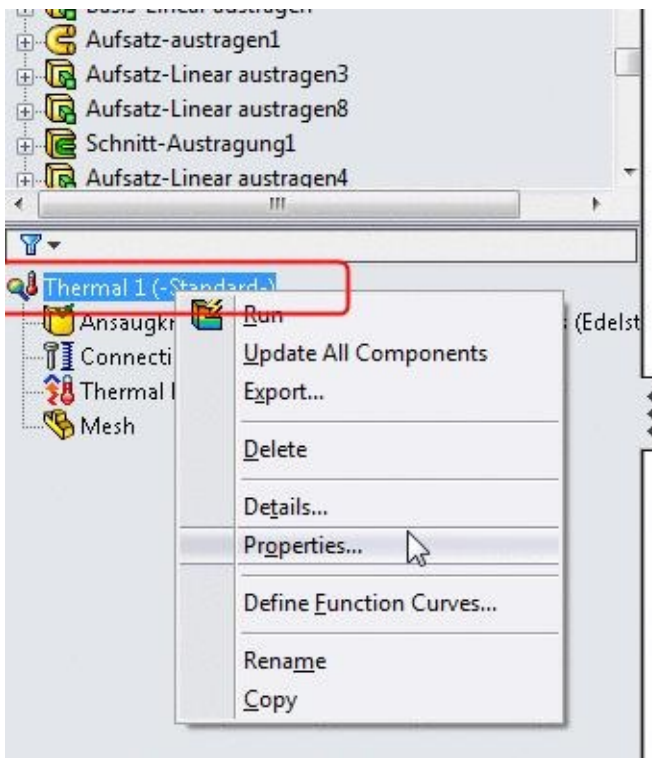 Aufsatz-austragen1
Aufsatz-Linear austragen3
Aufsatz-Linear austragen8
Schnitt-Austragung1
Aufsatz-Linear austragen4
Thermal 1 (-Standard-)
Run
Update All Components
Export...
Delete
Details...
Properties...
Define Function Curves...
Rename
Copy
Mesh